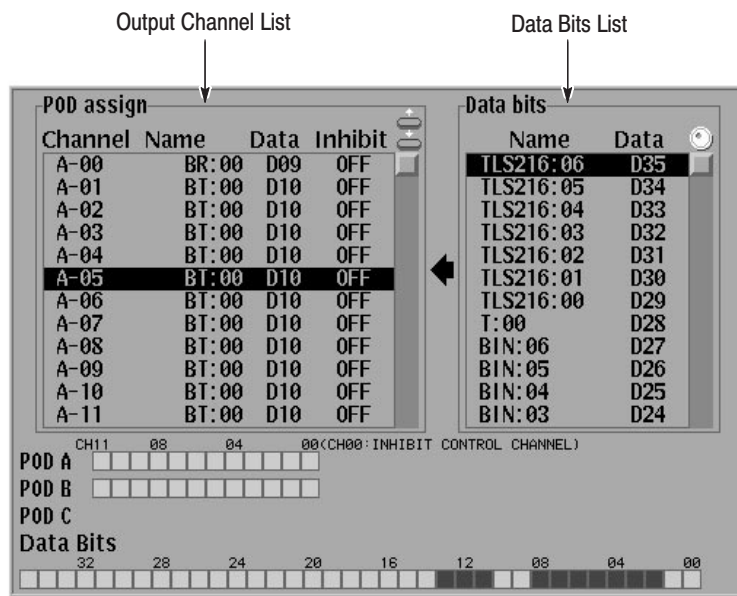 Output Channel List
Data Bits List
POD assign
Channel Name Data Inhibit
A-00 BR:00 D09 OFF
A-01 BT:00 D10 OFF
A-02 BT:00 D10 OFF
A-03 BT:00 D10 OFF
A-04 BT:00 D10 OFF
A-05 BT:00 D10 OFF
A-06 BT:00 D10 OFF
A-07 BT:00 D10 OFF
A-08 BT:00 D10 OFF
A-09 BT:00 D10 OFF
A-10 BT:00 D10 OFF
A-11 BT:00 D10 OFF
Data bits
Name Data
TLS216:06 D35
TLS216:05 D34
TLS216:04 D33
TLS216:03 D32
TLS216:02 D31
TLS216:01 D30
TLS216:00 D29
T:00 D28
BIN:06 D27
BIN:05 D26
BIN:04 D25
BIN:03 D24
CH11 08 04 00(CH00:INHIBIT CONTROL CHANNEL)
POD A
POD B
POD C
Data Bits
32 28 24 20 16 12 08 04 00